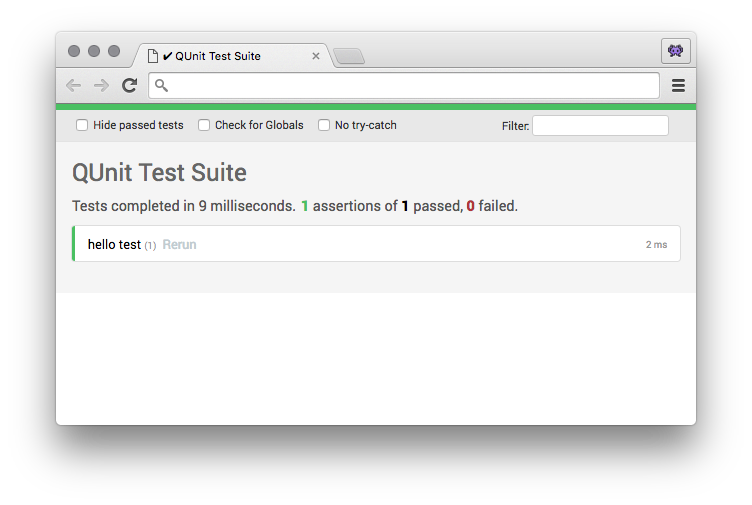 ✔ QUnit Test Suite
Hide passed tests Check for Globals No try-catch Filter:
QUnit Test Suite
Tests completed in 9 milliseconds. 1 assertions of 1 passed, 0 failed.
hello test (1) Rerun 2 ms